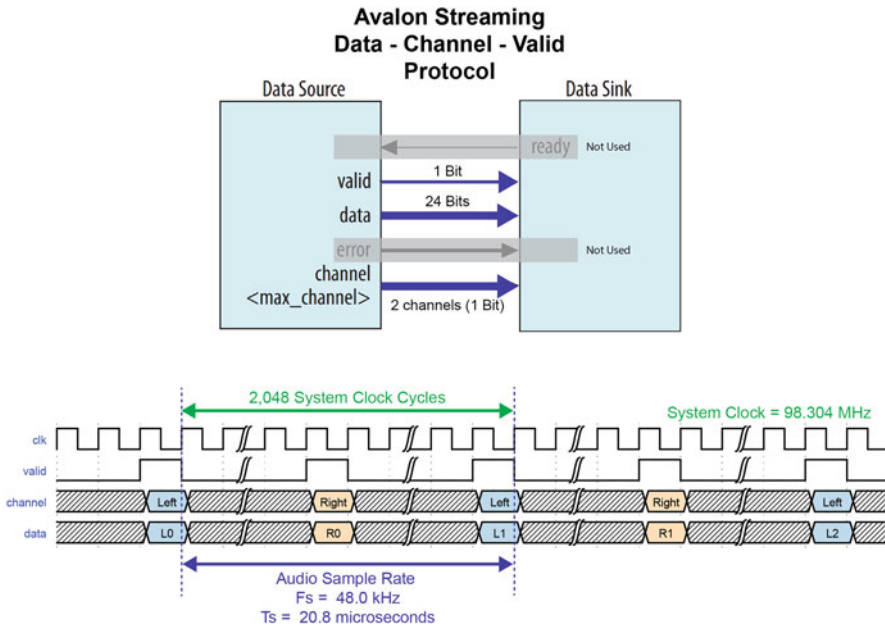 Avalon Streaming
Data - Channel - Valid
Protocol
Data Source
Data Sink
ready
Not Used
valid
1 Bit
data
24 Bits
error
Not Used
channel
<max_channel>
2 channels (1 Bit)
2,048 System Clock Cycles
System Clock = 98.304 MHz
clk
valid
channel
Left
Right
Left
Right
Left
data
L0
R0
L1
R1
L2
Audio Sample Rate
Fs = 48.0 kHz
Ts = 20.8 microseconds